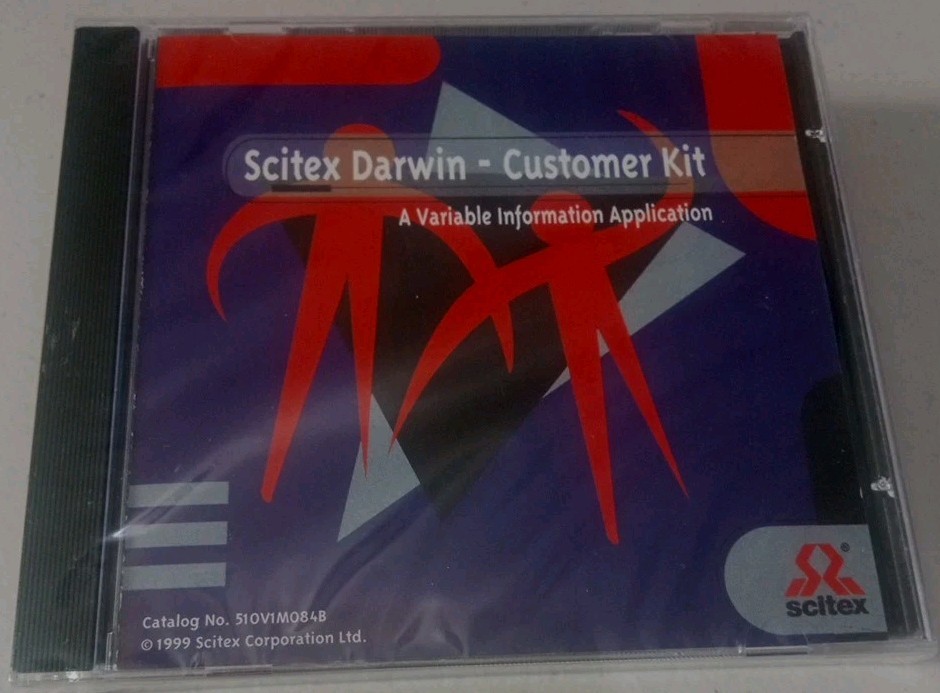 Scitex Darwin - Customer Kit
A Variable Information Application
Catalog No. 510V1M084B
© 1999 Scitex Corporation Ltd.
®
scitex